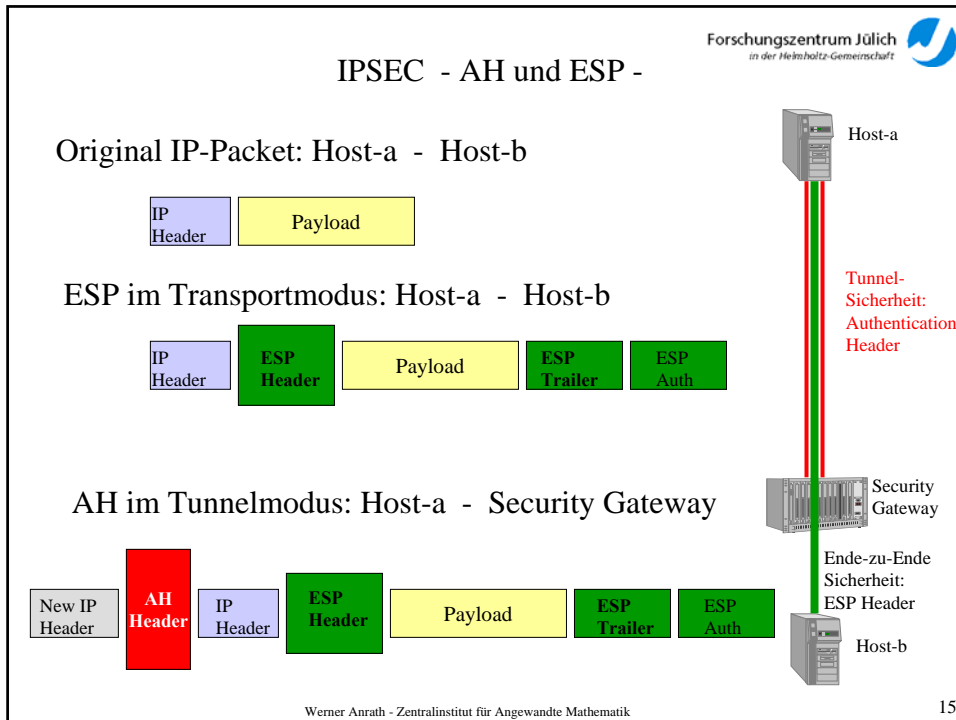 Forschungszentrum Jülich
in der Helmholtz-Gemeinschaft
IPSEC - AH und ESP -
Host-a
Original IP-Packet: Host-a - Host-b
IP
Header
Payload
Tunnel-
Sicherheit:
Authentication
Header
ESP im Transportmodus: Host-a - Host-b
IP
Header
ESP
Header
Payload
ESP
Trailer
ESP
Auth
AH im Tunnelmodus: Host-a - Security Gateway
Security
Gateway
Ende-zu-Ende
Sicherheit:
ESP Header
New IP
Header
AH
Header
IP
Header
ESP
Header
Payload
ESP
Trailer
ESP
Auth
Host-b
Werner Anrath - Zentralinstitut für Angewandte Mathematik
15